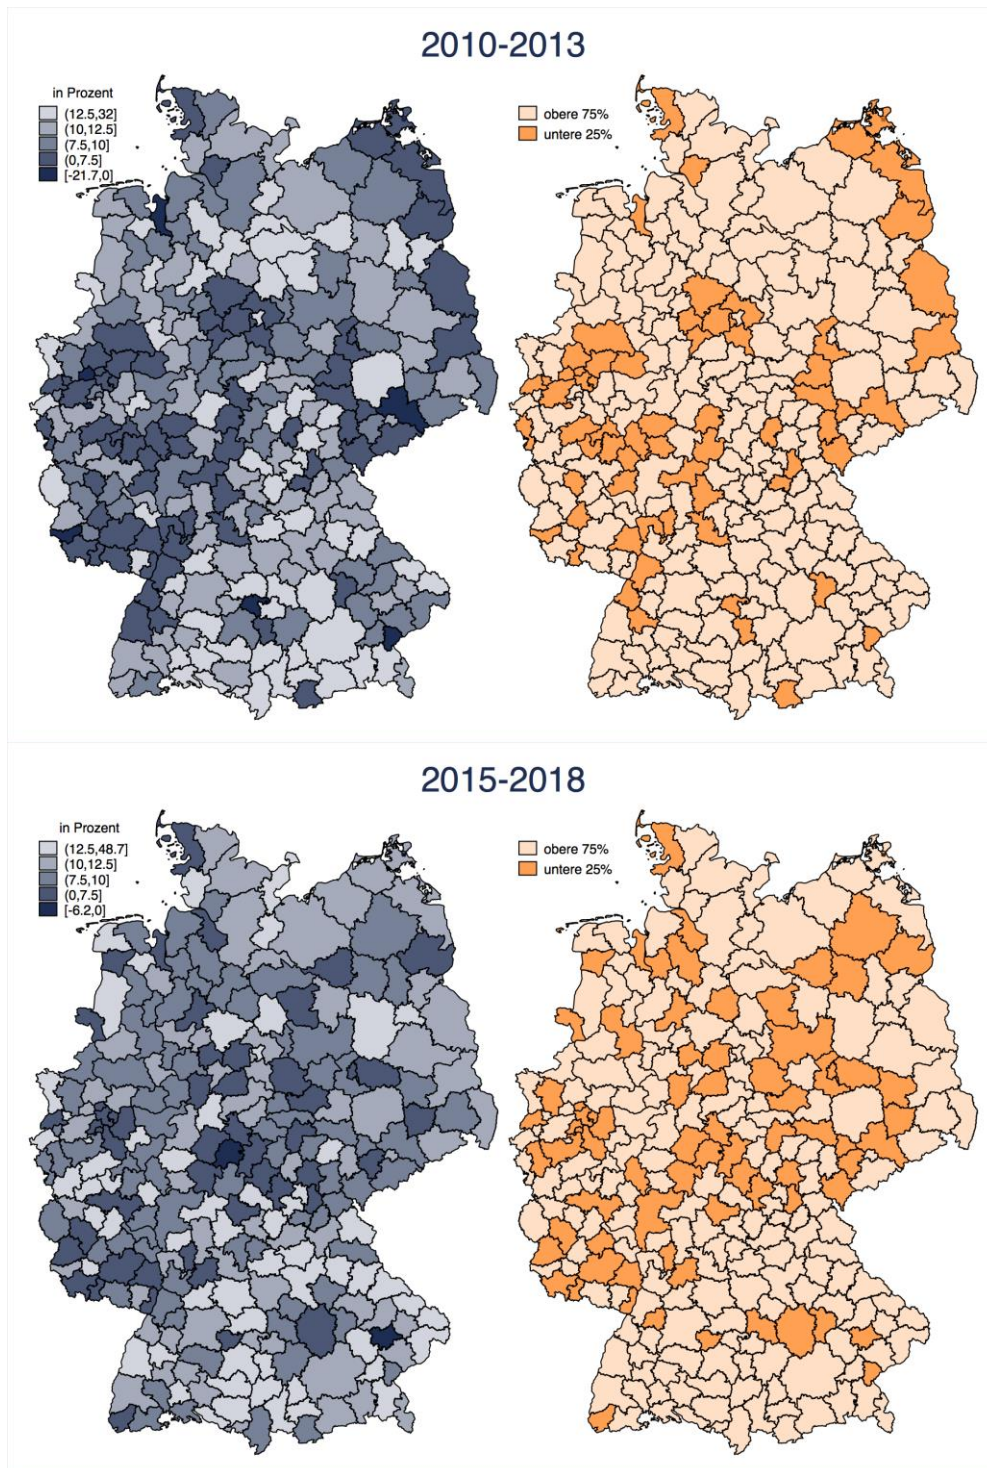 2010-2013
in Prozent
(12.5,32]
(10,12.5]
(7.5,10]
(0,7.5]
[-21.7,0]
obere 75%
untere 25%
2015-2018
in Prozent
(12.5,48.7]
(10,12.5]
(7.5,10]
(0,7.5]
[-6.2,0]
obere 75%
untere 25%